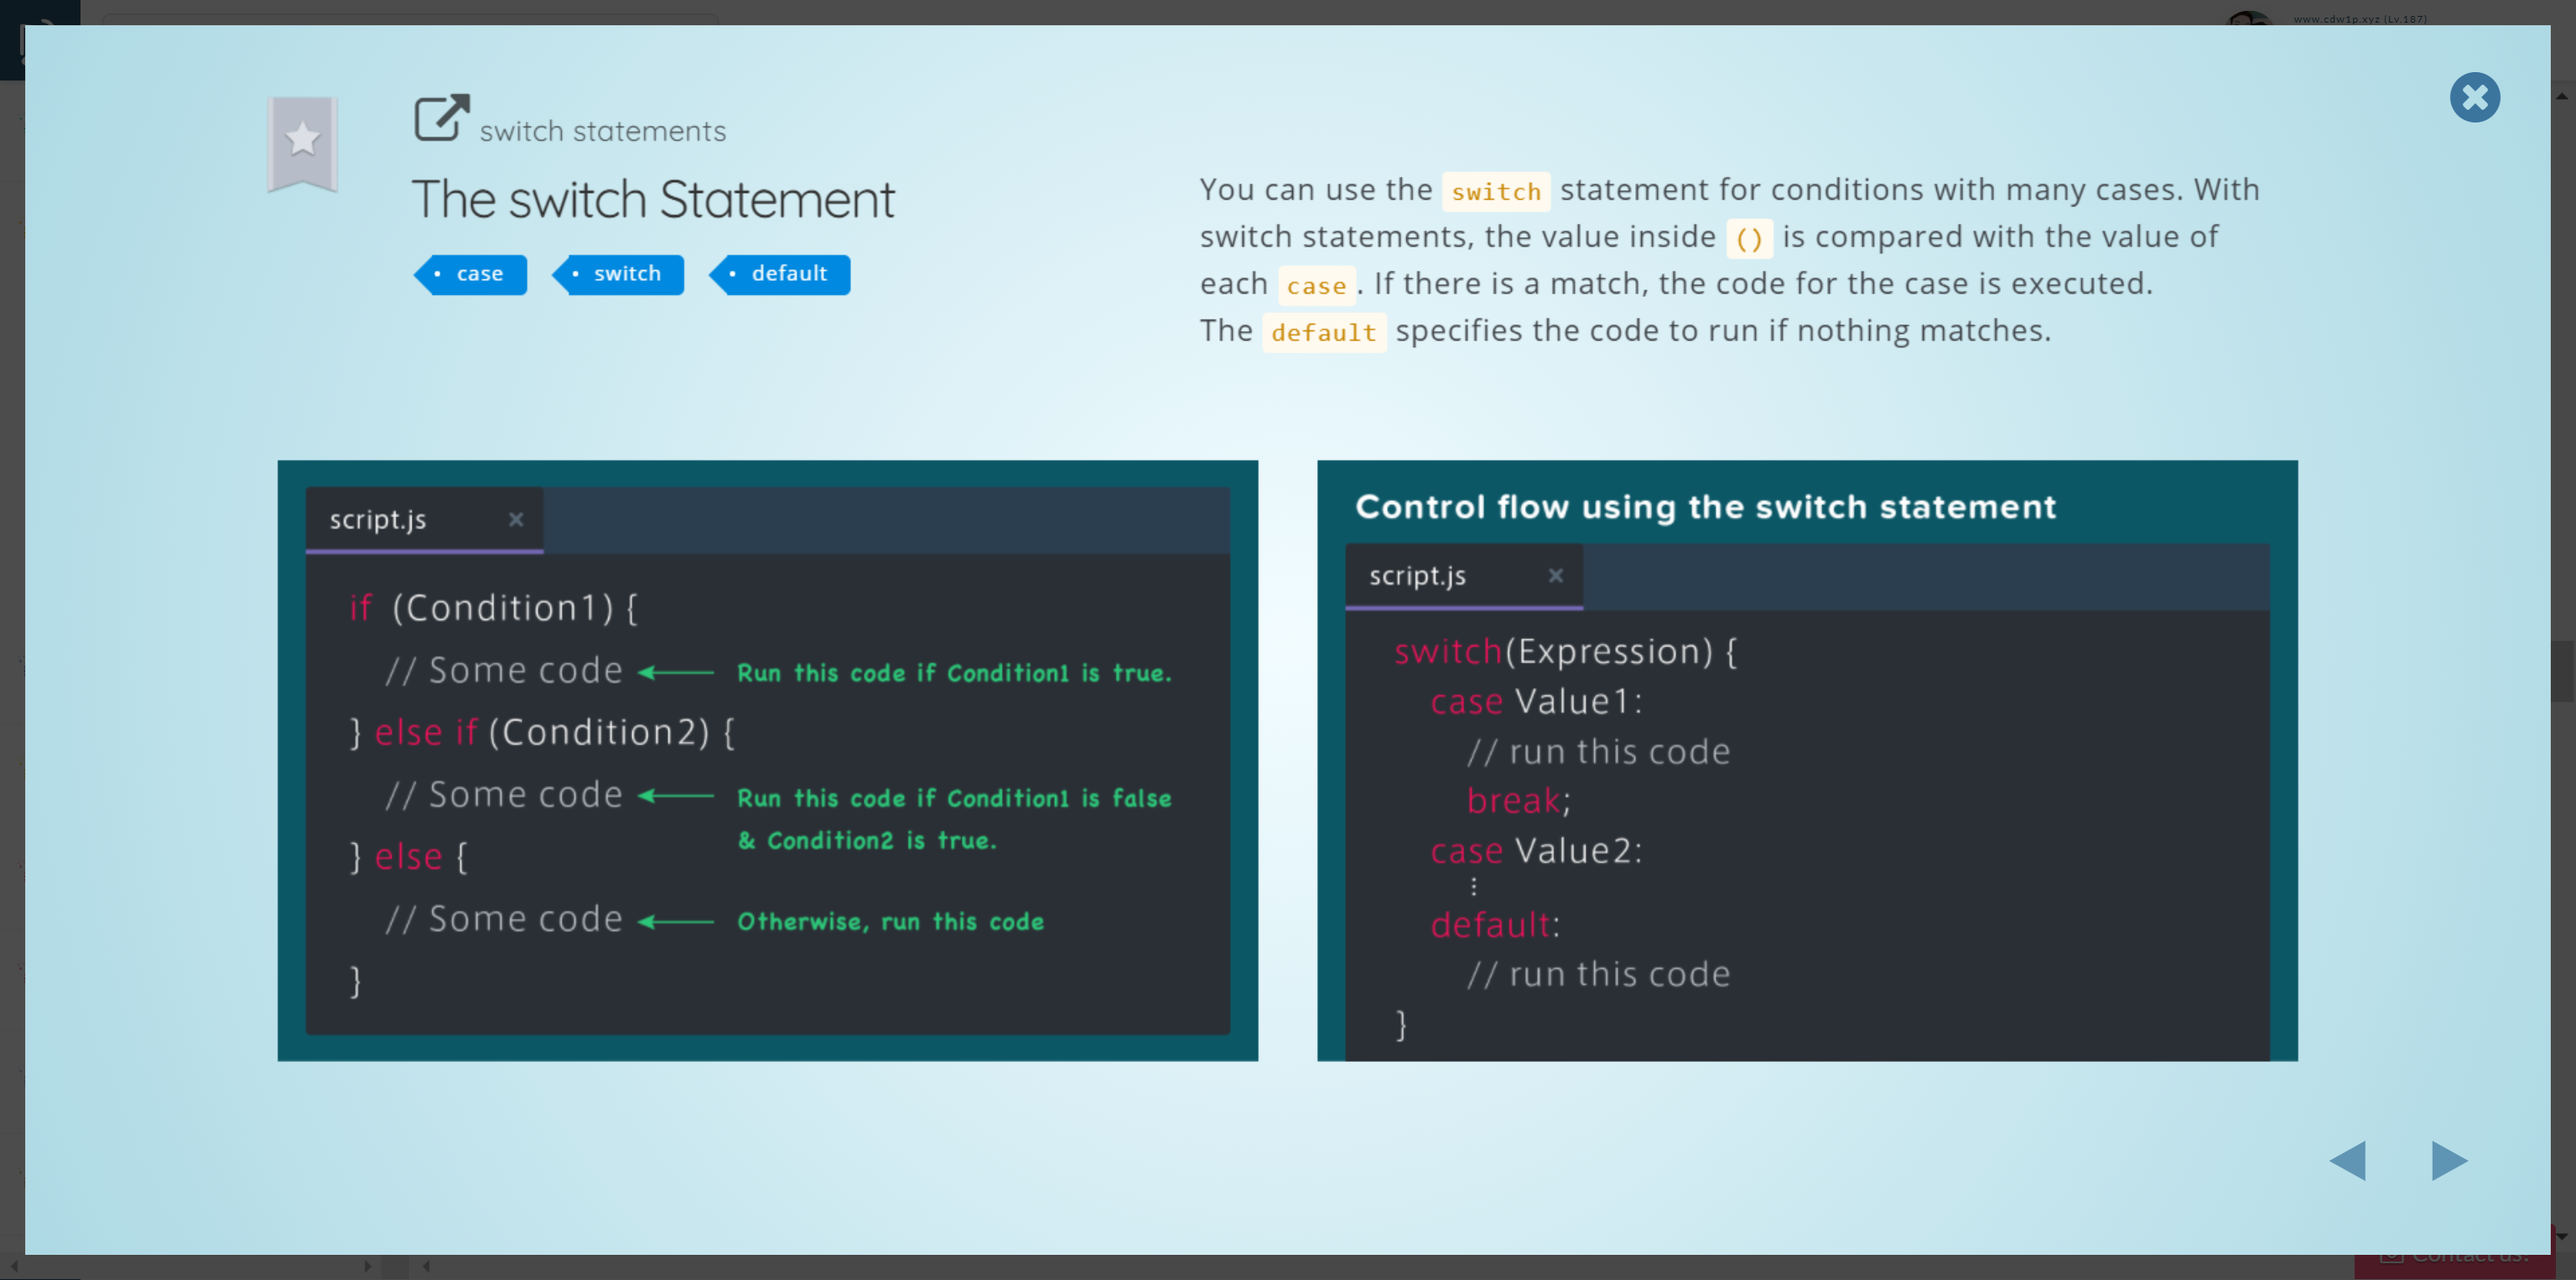 www.cdw1p.xyz (Lv.187)
switch statements
The switch Statement
case
switch
default
You can use the switch statement for conditions with many cases. With
switch statements, the value inside () is compared with the value of
each case. If there is a match, the code for the case is executed.
The default specifies the code to run if nothing matches.
script.js
if (Condition1) {
// Some code Run this code if Condition1 is true.
} else if (Condition2) {
// Some code Run this code if Condition1 is false
& Condition2 is true.
} else {
// Some code Otherwise, run this code
}
Control flow using the switch statement
script.js
switch(Expression) {
case Value1:
// run this code
break;
case Value2:
⋮
default:
// run this code
}
Contact us!